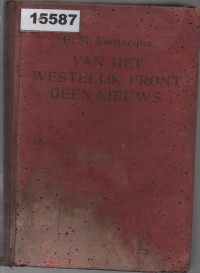 15587
E. M. Remarque
VAN HET
WESTELIJK FRONT
GEEN NIEUWS